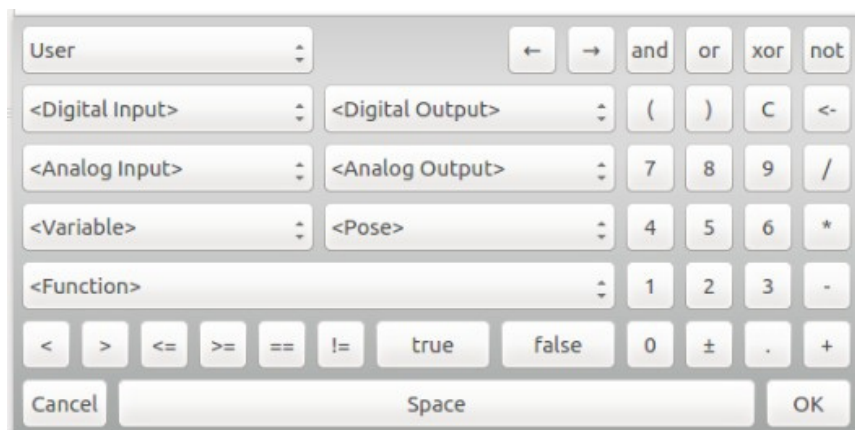 User ← → and or xor not
<Digital Input> <Digital Output> ( ) C <-
<Analog Input> <Analog Output> 7 8 9 /
<Variable> <Pose> 4 5 6 *
<Function> 1 2 3 -
< > <= >= == != true false 0 ± . +
Cancel Space OK